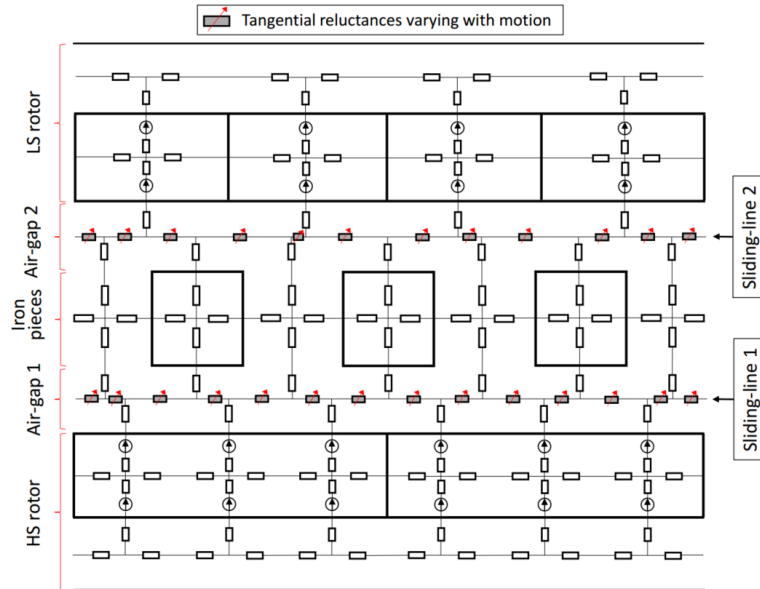 Tangential reluctances varying with motion
LS rotor
Air-gap 2
Sliding-line 2
Iron
pieces
Air-gap 1
Sliding-line 1
HS rotor